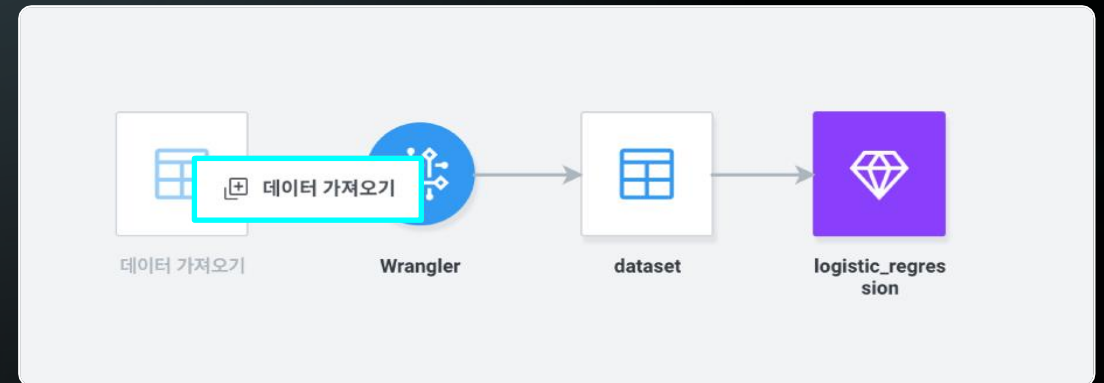 데이터 가져오기
데이터 가져오기
Wrangler
dataset
logistic_regres
sion